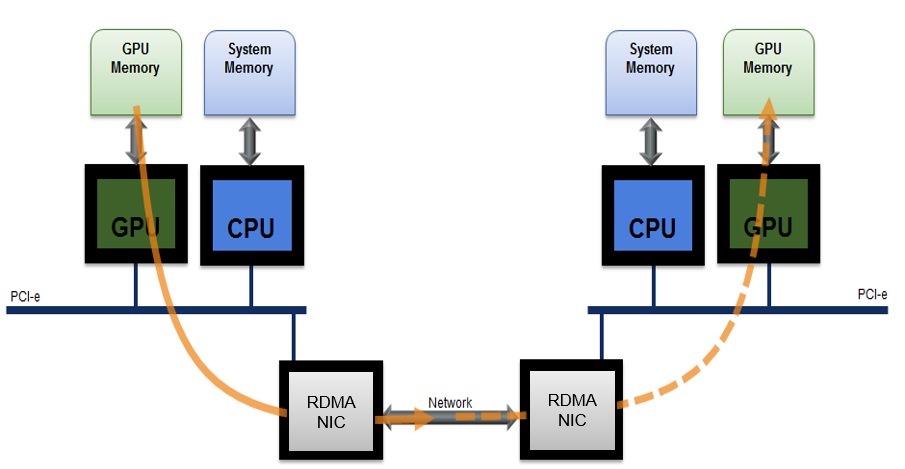 GPU
Memory
System
Memory
System
Memory
GPU
Memory
GPU
CPU
CPU
GPU
PCI-e
PCI-e
RDMA
NIC
Network
RDMA
NIC